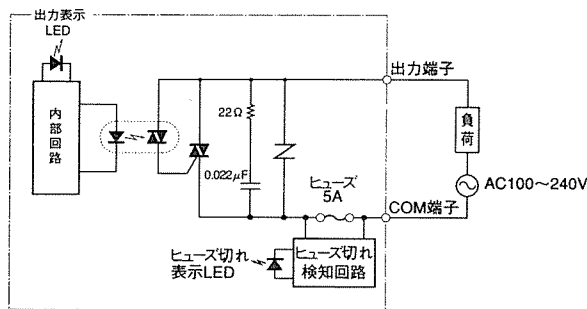 出力表示
LED
内部回路
22Ω
0.022μF
ヒューズ
5A
出力端子
負荷
AC100～240V
COM端子
ヒューズ切れ
表示LED
ヒューズ切れ
検知回路